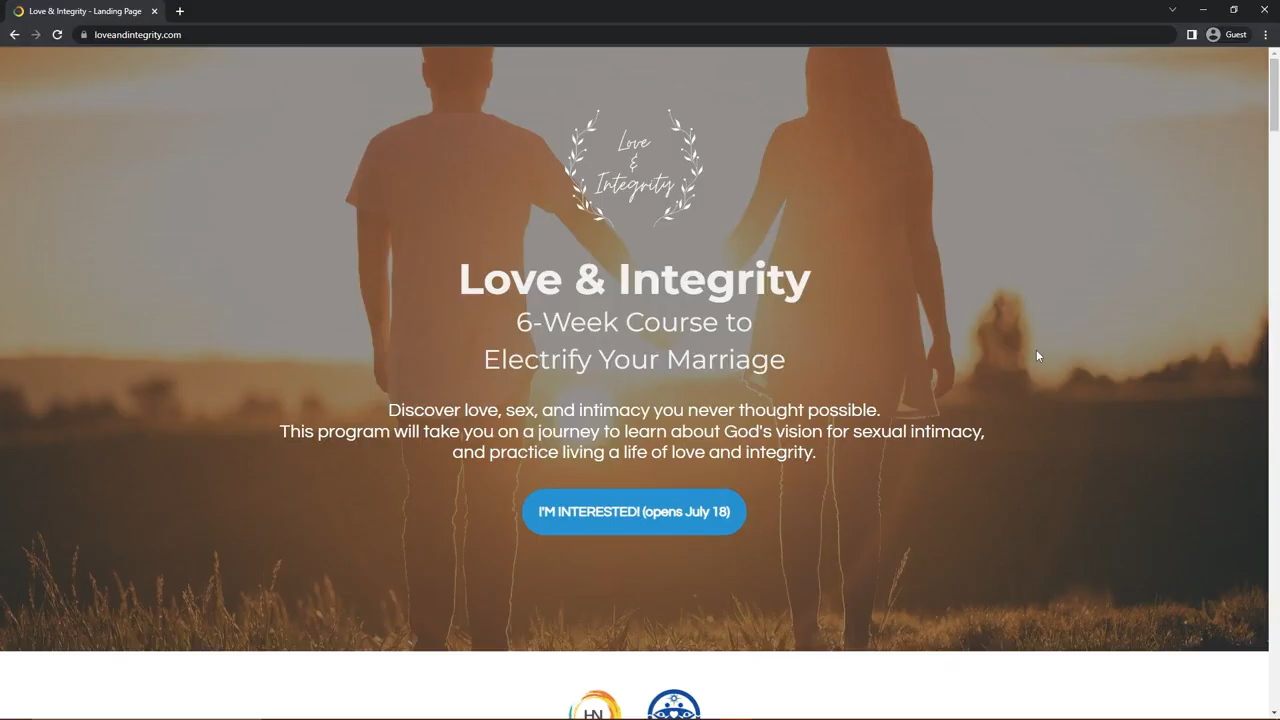 Love & Integrity - Landing Page
loveandintegrity.com
Guest
Love
&
Integrity
Love & Integrity
6-Week Course to
Electrify Your Marriage
Discover love, sex, and intimacy you never thought possible.
This program will take you on a journey to learn about God's vision for sexual intimacy,
and practice living a life of love and integrity.
I'M INTERESTED! (opens July 18)
HN